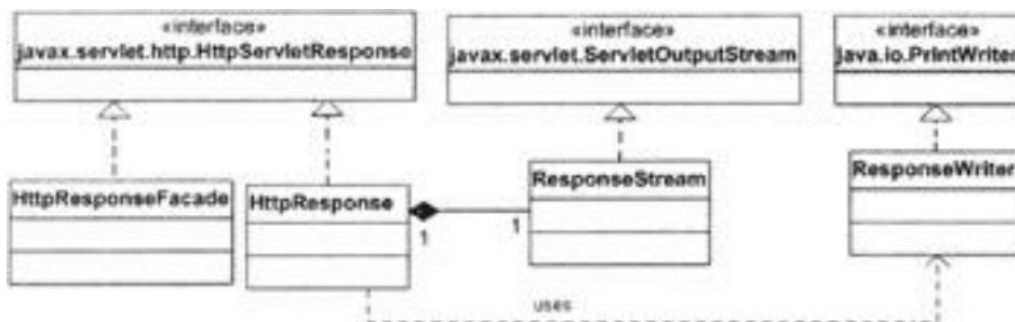 «interface»
javax.servlet.http.HttpServletResponse
«interface»
javax.servlet.ServletOutputStream
«interface»
java.io.PrintWriter
HttpResponseFacade
HttpResponse
ResponseStream
ResponseWriter
1
1
uses